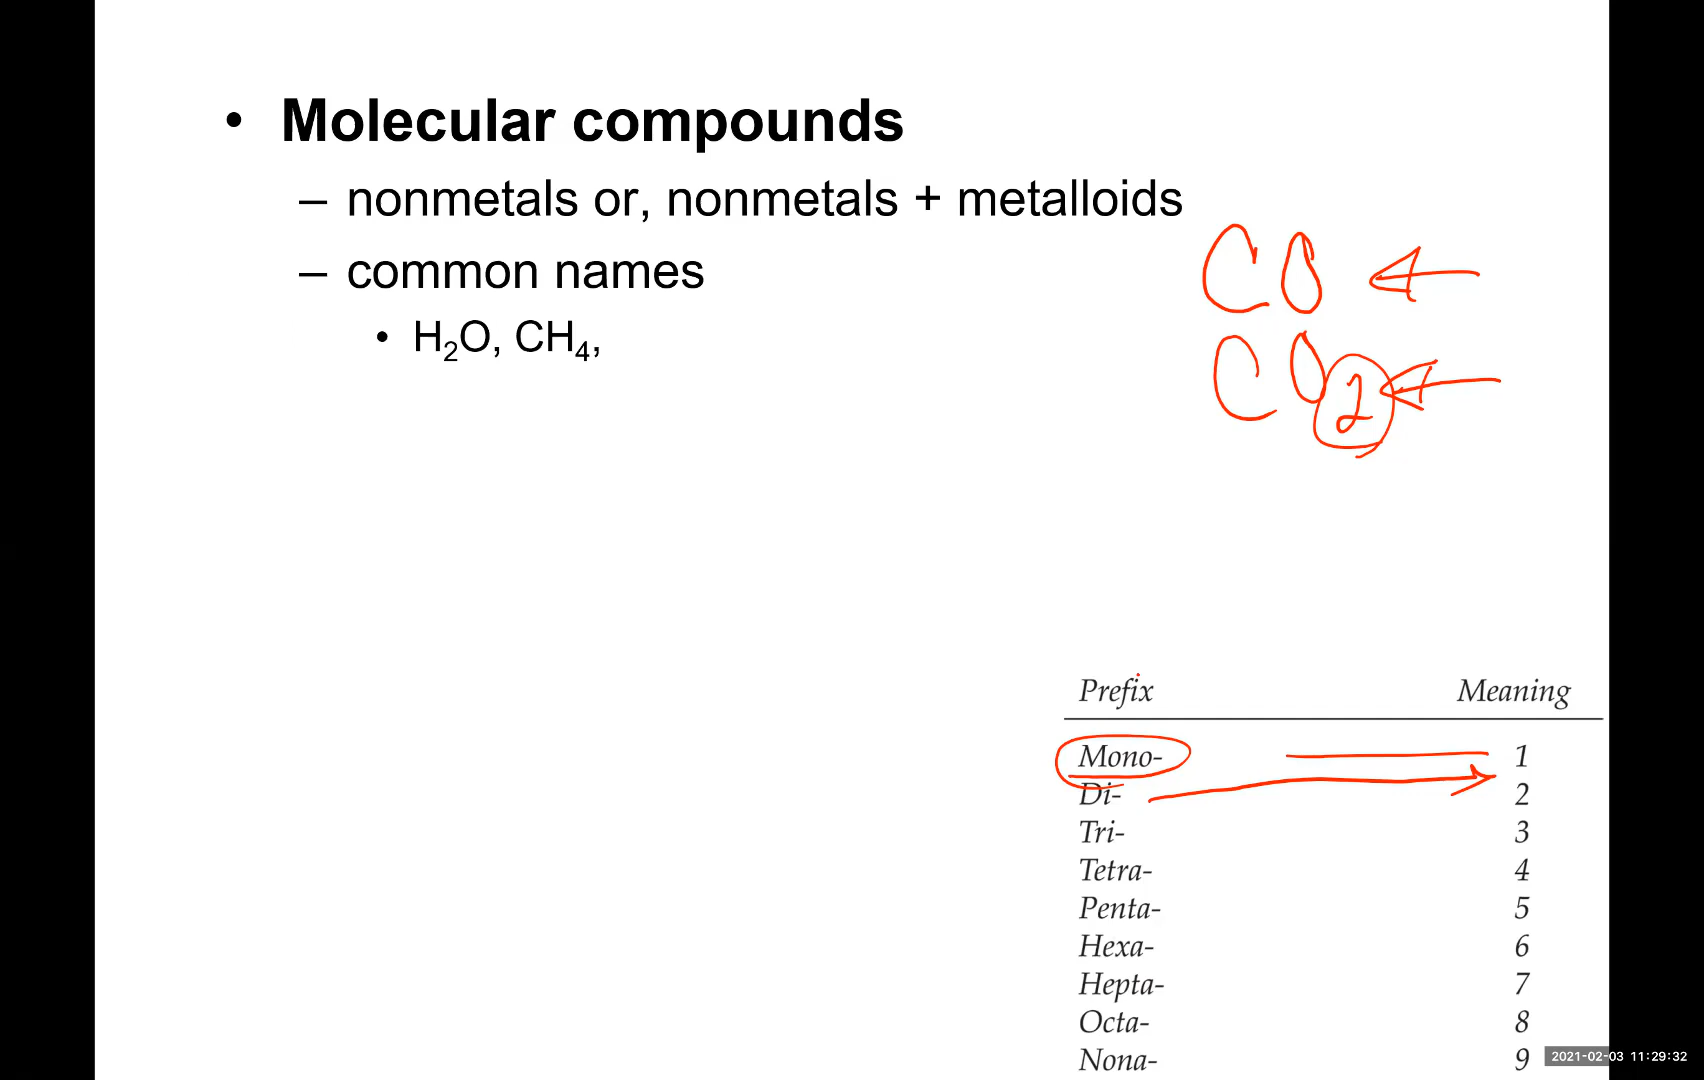 • Molecular compounds
– nonmetals or, nonmetals + metalloids
– common names
• H₂O, CH₄,
CO
CO₂
Prefix Meaning
Mono- 1
Di- 2
Tri- 3
Tetra- 4
Penta- 5
Hexa- 6
Hepta- 7
Octa- 8
Nona- 9
2021-02-03 11:29:32